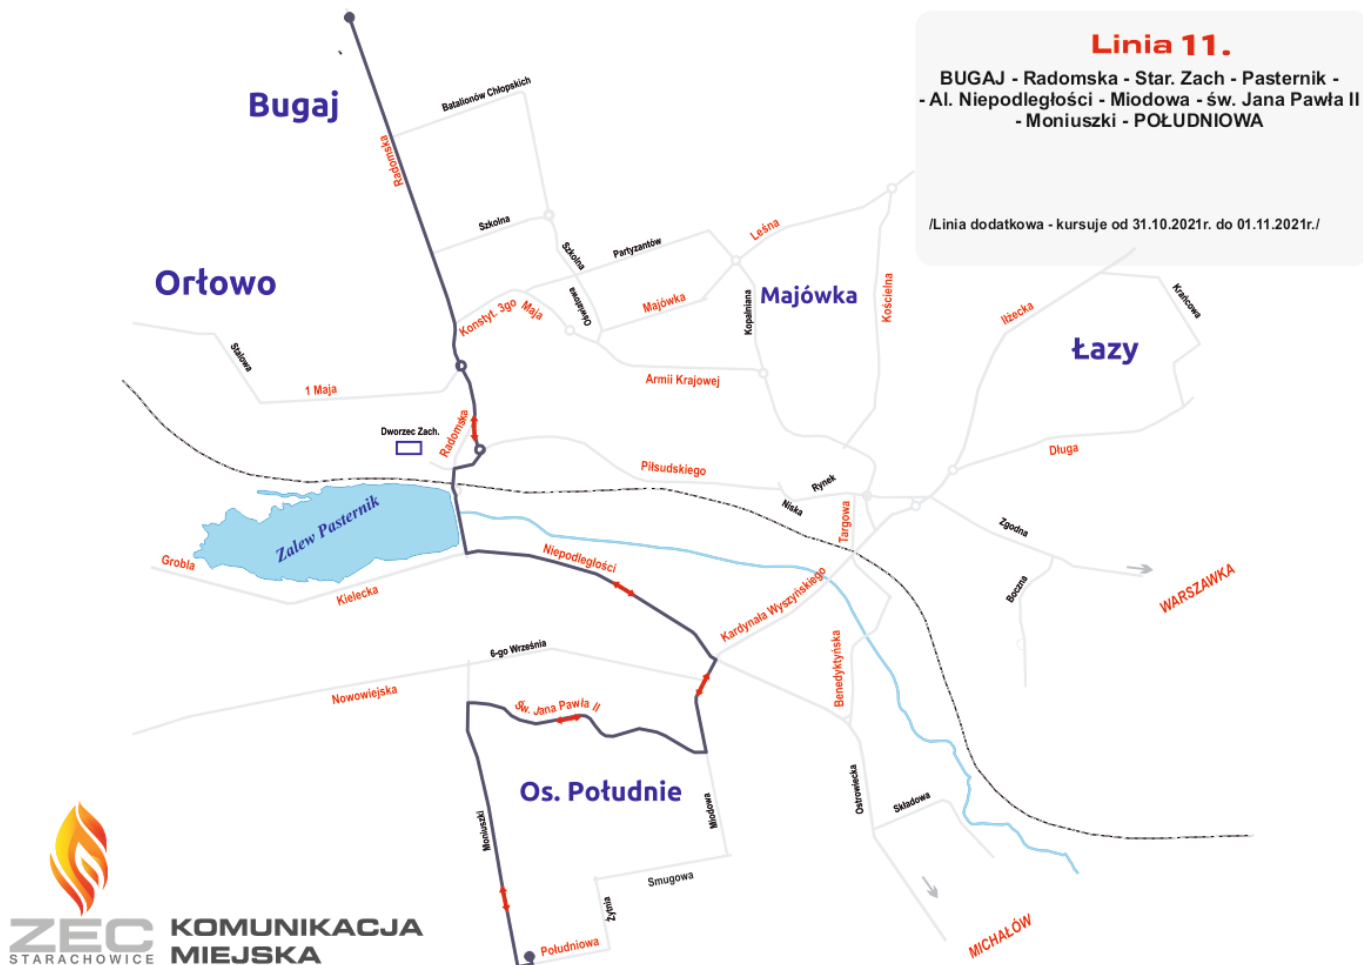 Linia 11.
BUGAJ - Radomska - Star. Zach - Pasternik -
- Al. Niepodległości - Miodowa - św. Jana Pawła II
- Moniuszki - POŁUDNIOWA
/Linia dodatkowa - kursuje od 31.10.2021r. do 01.11.2021r./
Bugaj
Batalionów Chłopskich
Radomska
Szkolna
Szkolna
Partyzantów
Leśna
Orłowo
Konstyt. 3go Maja
Oświatowa
Majówka
Kopalniana
Majówka
Kościelna
Iłżecka
Krańcowa
Łazy
Stalowa
1 Maja
Armii Krajowej
Dworzec Zach.
Radomska
Piłsudskiego
Rynek
Niska
Targowa
Długa
Zgodna
Zalew Pasternik
Niepodległości
Grobla
Kielecka
Kardynała Wyszyńskiego
Boczna
WARSZAWKA
6-go Września
Benedyktyńska
Nowowiejska
Św. Jana Pawła II
Os. Południe
Moniuszki
Miodowa
Ostrowiecka
Składowa
Smugowa
Żytnia
Południowa
MICHAŁÓW
ZEC
STARACHOWICE
KOMUNIKACJA
MIEJSKA